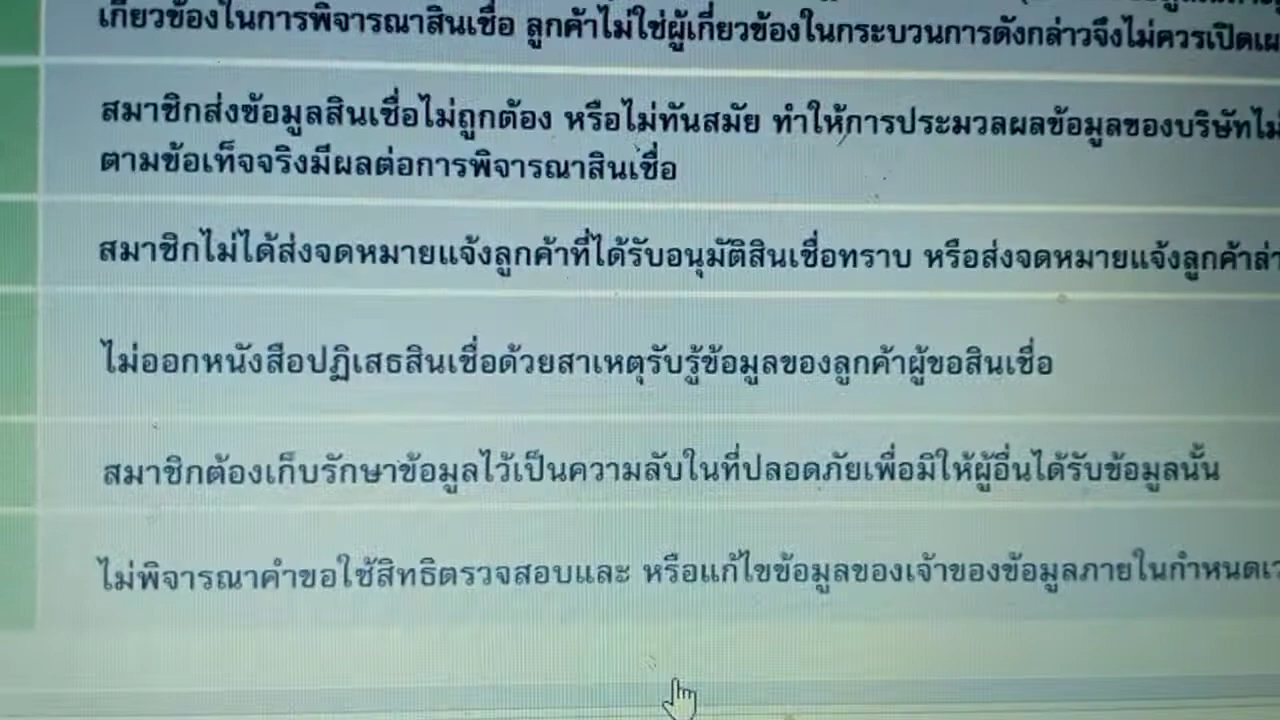 เกี่ยวข้องในการพิจารณาสินเชื่อ ลูกค้าไม่ใช่ผู้เกี่ยวข้องในกระบวนการดังกล่าวจึงไม่ควรเปิดเผ
สมาชิกส่งข้อมูลสินเชื่อไม่ถูกต้อง หรือไม่ทันสมัย ทำให้การประมวลผลข้อมูลของบริษัทไม่
ตามข้อเท็จจริงมีผลต่อการพิจารณาสินเชื่อ
สมาชิกไม่ได้ส่งจดหมายแจ้งลูกค้าที่ได้รับอนุมัติสินเชื่อทราบ หรือส่งจดหมายแจ้งลูกค้าล่า
ไม่ออกหนังสือปฏิเสธสินเชื่อด้วยสาเหตุรับรู้ข้อมูลของลูกค้าผู้ขอสินเชื่อ
สมาชิกต้องเก็บรักษาข้อมูลไว้เป็นความลับในที่ปลอดภัยเพื่อมิให้ผู้อื่นได้รับข้อมูลนั้น
ไม่พิจารณาคำขอใช้สิทธิตรวจสอบและ หรือแก้ไขข้อมูลของเจ้าของข้อมูลภายในกำหนดเว